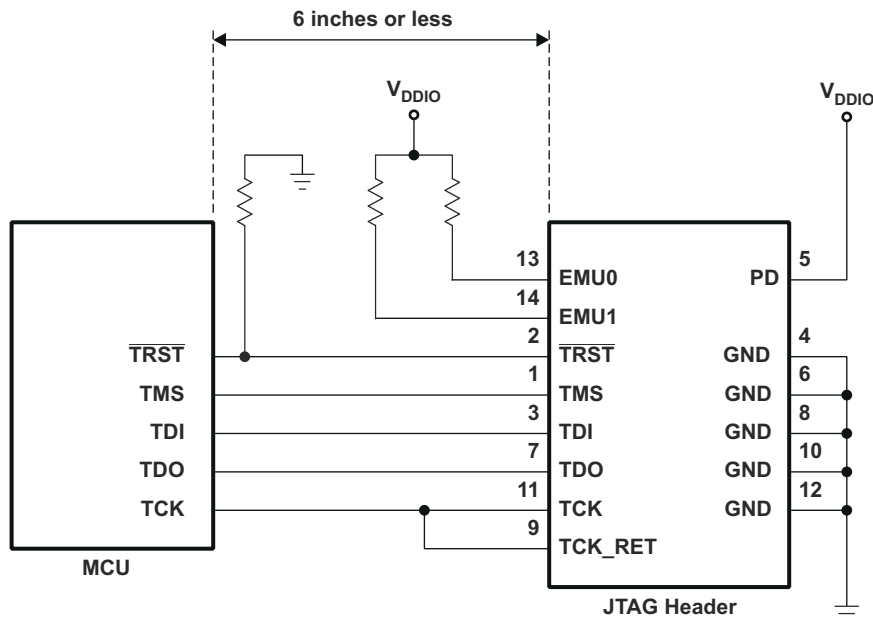 6 inches or less
VDDIO
VDDIO
13
EMU0
PD
5
14
EMU1
2
4
TRST
TRST
GND
1
6
TMS
TMS
GND
3
8
TDI
TDI
GND
7
10
TDO
TDO
GND
11
12
TCK
TCK
GND
9
TCK_RET
MCU
JTAG Header